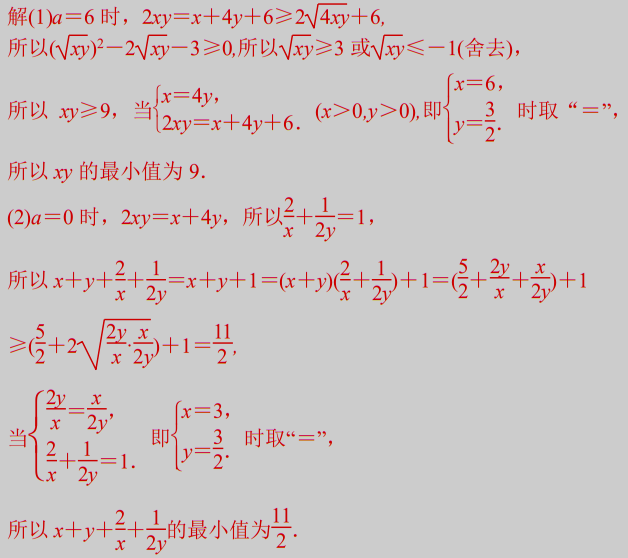 解(1)a=6 时，2xy=x+4y+6≥2√(4xy)+6,
所以(√(xy))²-2√(xy)-3≥0,所以√(xy)≥3 或√(xy)≤-1(舍去)，
所以 xy≥9，当{x=4y， 2xy=x+4y+6．(x>0,y>0),即{x=6， y=3/2. 时取“=”，
所以 xy 的最小值为 9．
(2)a=0 时，2xy=x+4y，所以2/x+1/(2y)=1，
所以 x+y+2/x+1/(2y)=x+y+1=(x+y)(2/x+1/(2y))+1=(5/2+2y/x+x/(2y))+1
≥(5/2+2√(2y/x·x/(2y)))+1=11/2,
当{2y/x=x/(2y)， 2/x+1/(2y)=1． 即{x=3， y=3/2. 时取“=”，
所以 x+y+2/x+1/(2y)的最小值为11/2．